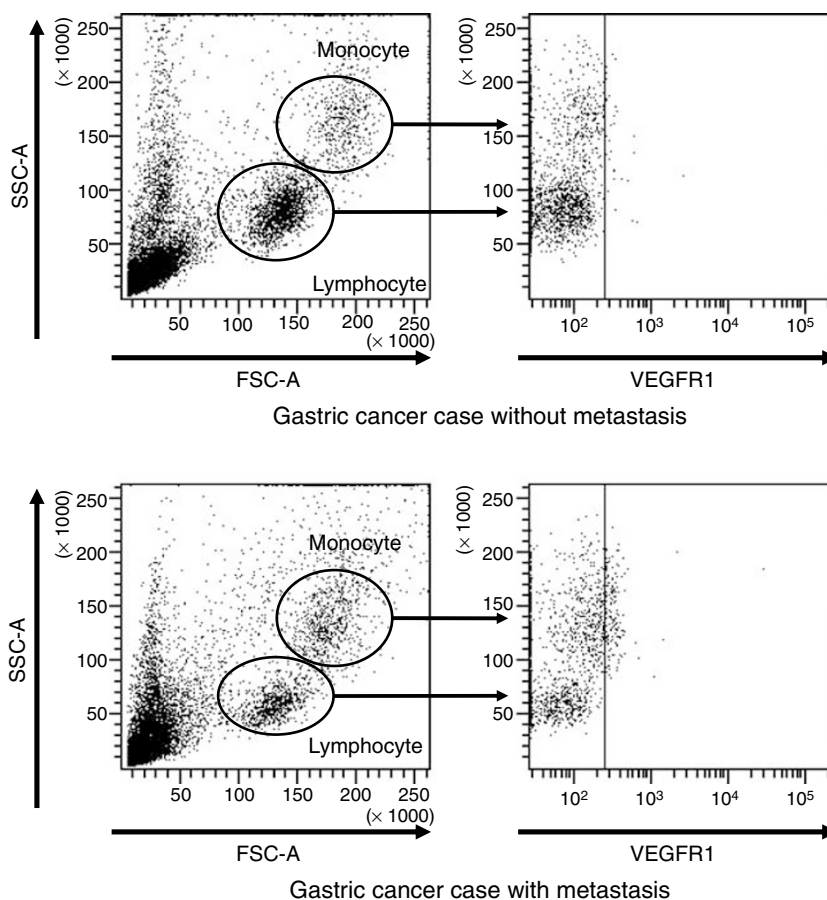 250
200
150
100
50
(× 1000)
SSC-A
Monocyte
Lymphocyte
50 100 150 200 250
(× 1000)
FSC-A
250
200
150
100
50
(× 1000)
10² 10³ 10⁴ 10⁵
VEGFR1
Gastric cancer case without metastasis
250
200
150
100
50
(× 1000)
SSC-A
Monocyte
Lymphocyte
50 100 150 200 250
(× 1000)
FSC-A
250
200
150
100
50
(× 1000)
10² 10³ 10⁴ 10⁵
VEGFR1
Gastric cancer case with metastasis